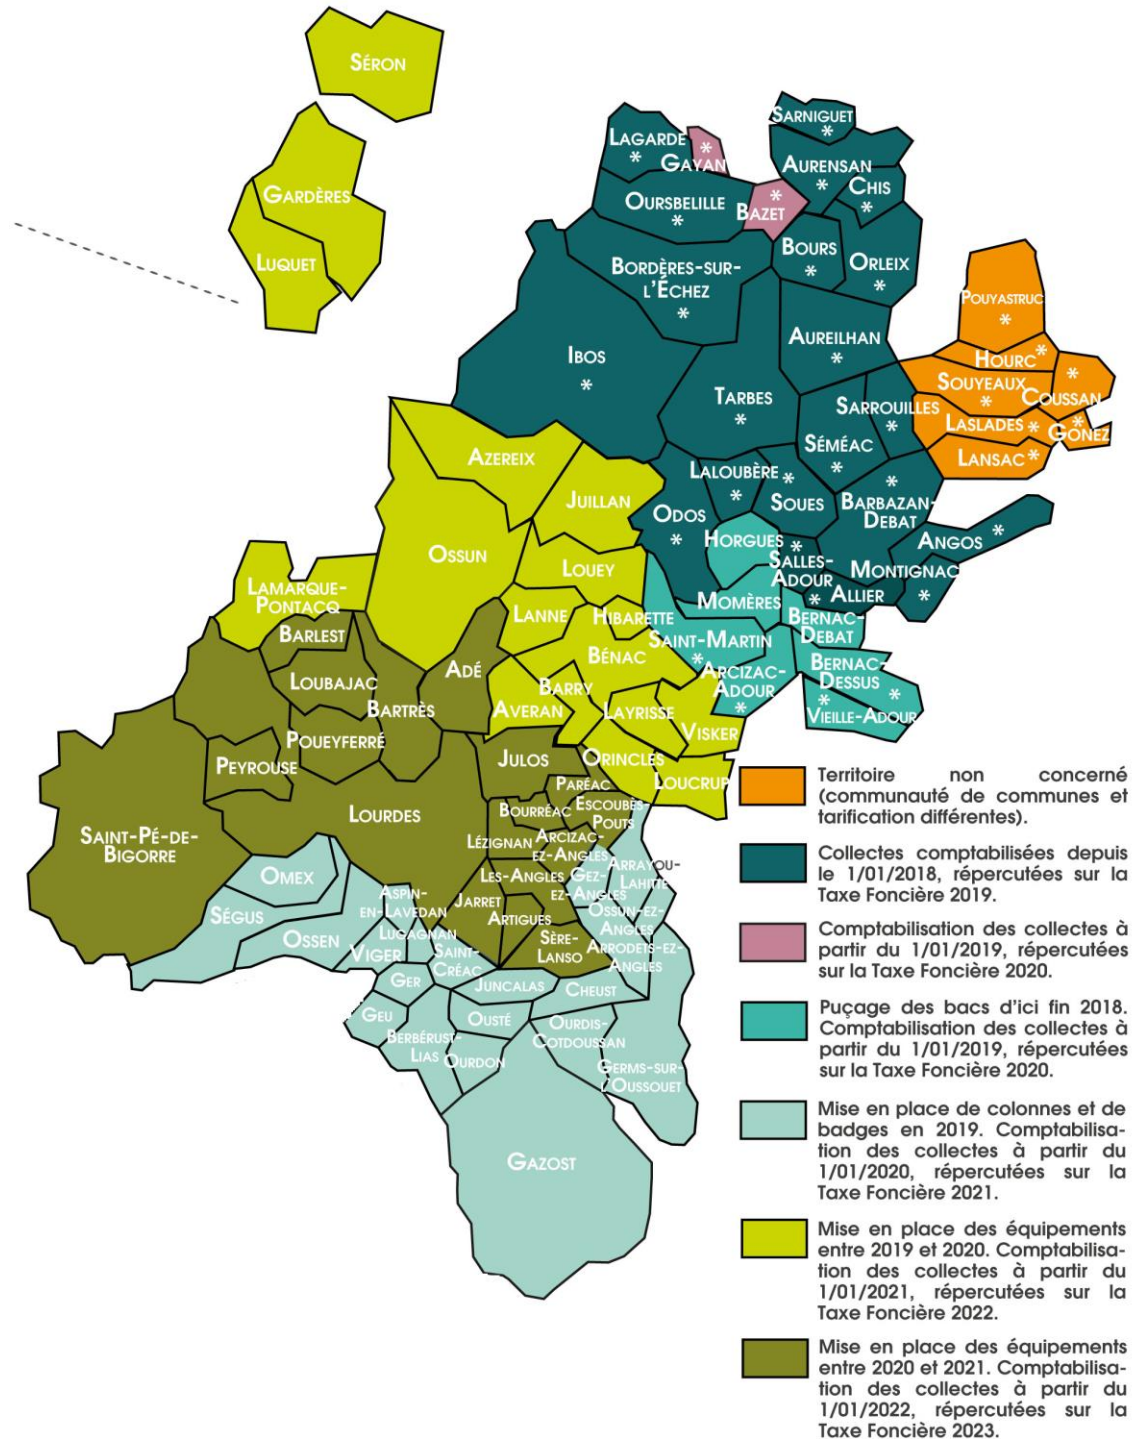 Séron
Gardères
Luquet
Sarniguet
*
Lagarde
*
Gayan
*
Aurensan
*
Chis
*
Oursbelille
*
Bazet
*
Bours
*
Orleix
*
Bordères-sur-
l'Échez
*
Pouyastruc
*
Ibos
*
Aureilhan
*
Hourc *
Souyeaux
*
Coussan
*
Tarbes
*
Sarrouilles
*
Laslades *
Gonez
*
Séméac
*
Lansac *
Azereix
Laloubère
*
Soues
*
Barbazan-
Debat
*
Juillan
Odos
*
Horgues
Angos *
Ossun
Salles-
Adour
*
Montignac
*
Louey
Allier
*
Lamarque-
Pontacq
Momères
Lanne
Hibarette
Bernac-
Debat
Barlest
Saint-Martin
*
Bénac
Adé
Arcizac-
Adour
*
Bernac-
Dessus
*
Loubajac
Barry
Bartrès
Averan
Layrisse
Vieille-Adour
*
Visker
Poueyferré
Peyrouse
Julos
Orincles
Loucrup
Paréac
Bourréac
Escoubès-
Pouts
Lourdes
Saint-Pé-de-
Bigorre
Lézignan
Arcizac-
ez-Angles
Arrayou-
Lahitte
Les-Angles
Gez-
ez-Angles
Omex
Aspin-
en-Lavedan
Jarret
Artigues
Ossun-ez-
Angles
Ségus
Ossen
Lugagnan
Viger
Saint-
Créac
Sère-
Lanso
Arrodets-ez-
Angles
Ger
Juncalas
Cheust
Geu
Ousté
Ourdis-
Cotdoussan
Berbérust-
Lias
Ourdon
Germs-sur-
l'Oussouet
Gazost
Territoire non concerné
(communauté de communes et
tarification différentes).
Collectes comptabilisées depuis
le 1/01/2018, répercutées sur la
Taxe Foncière 2019.
Comptabilisation des collectes à
partir du 1/01/2019, répercutées
sur la Taxe Foncière 2020.
Puçage des bacs d'ici fin 2018.
Comptabilisation des collectes à
partir du 1/01/2019, répercutées
sur la Taxe Foncière 2020.
Mise en place de colonnes et de
badges en 2019. Comptabilisa-
tion des collectes à partir du
1/01/2020, répercutées sur la
Taxe Foncière 2021.
Mise en place des équipements
entre 2019 et 2020. Comptabilisa-
tion des collectes à partir du
1/01/2021, répercutées sur la
Taxe Foncière 2022.
Mise en place des équipements
entre 2020 et 2021. Comptabilisa-
tion des collectes à partir du
1/01/2022, répercutées sur la
Taxe Foncière 2023.